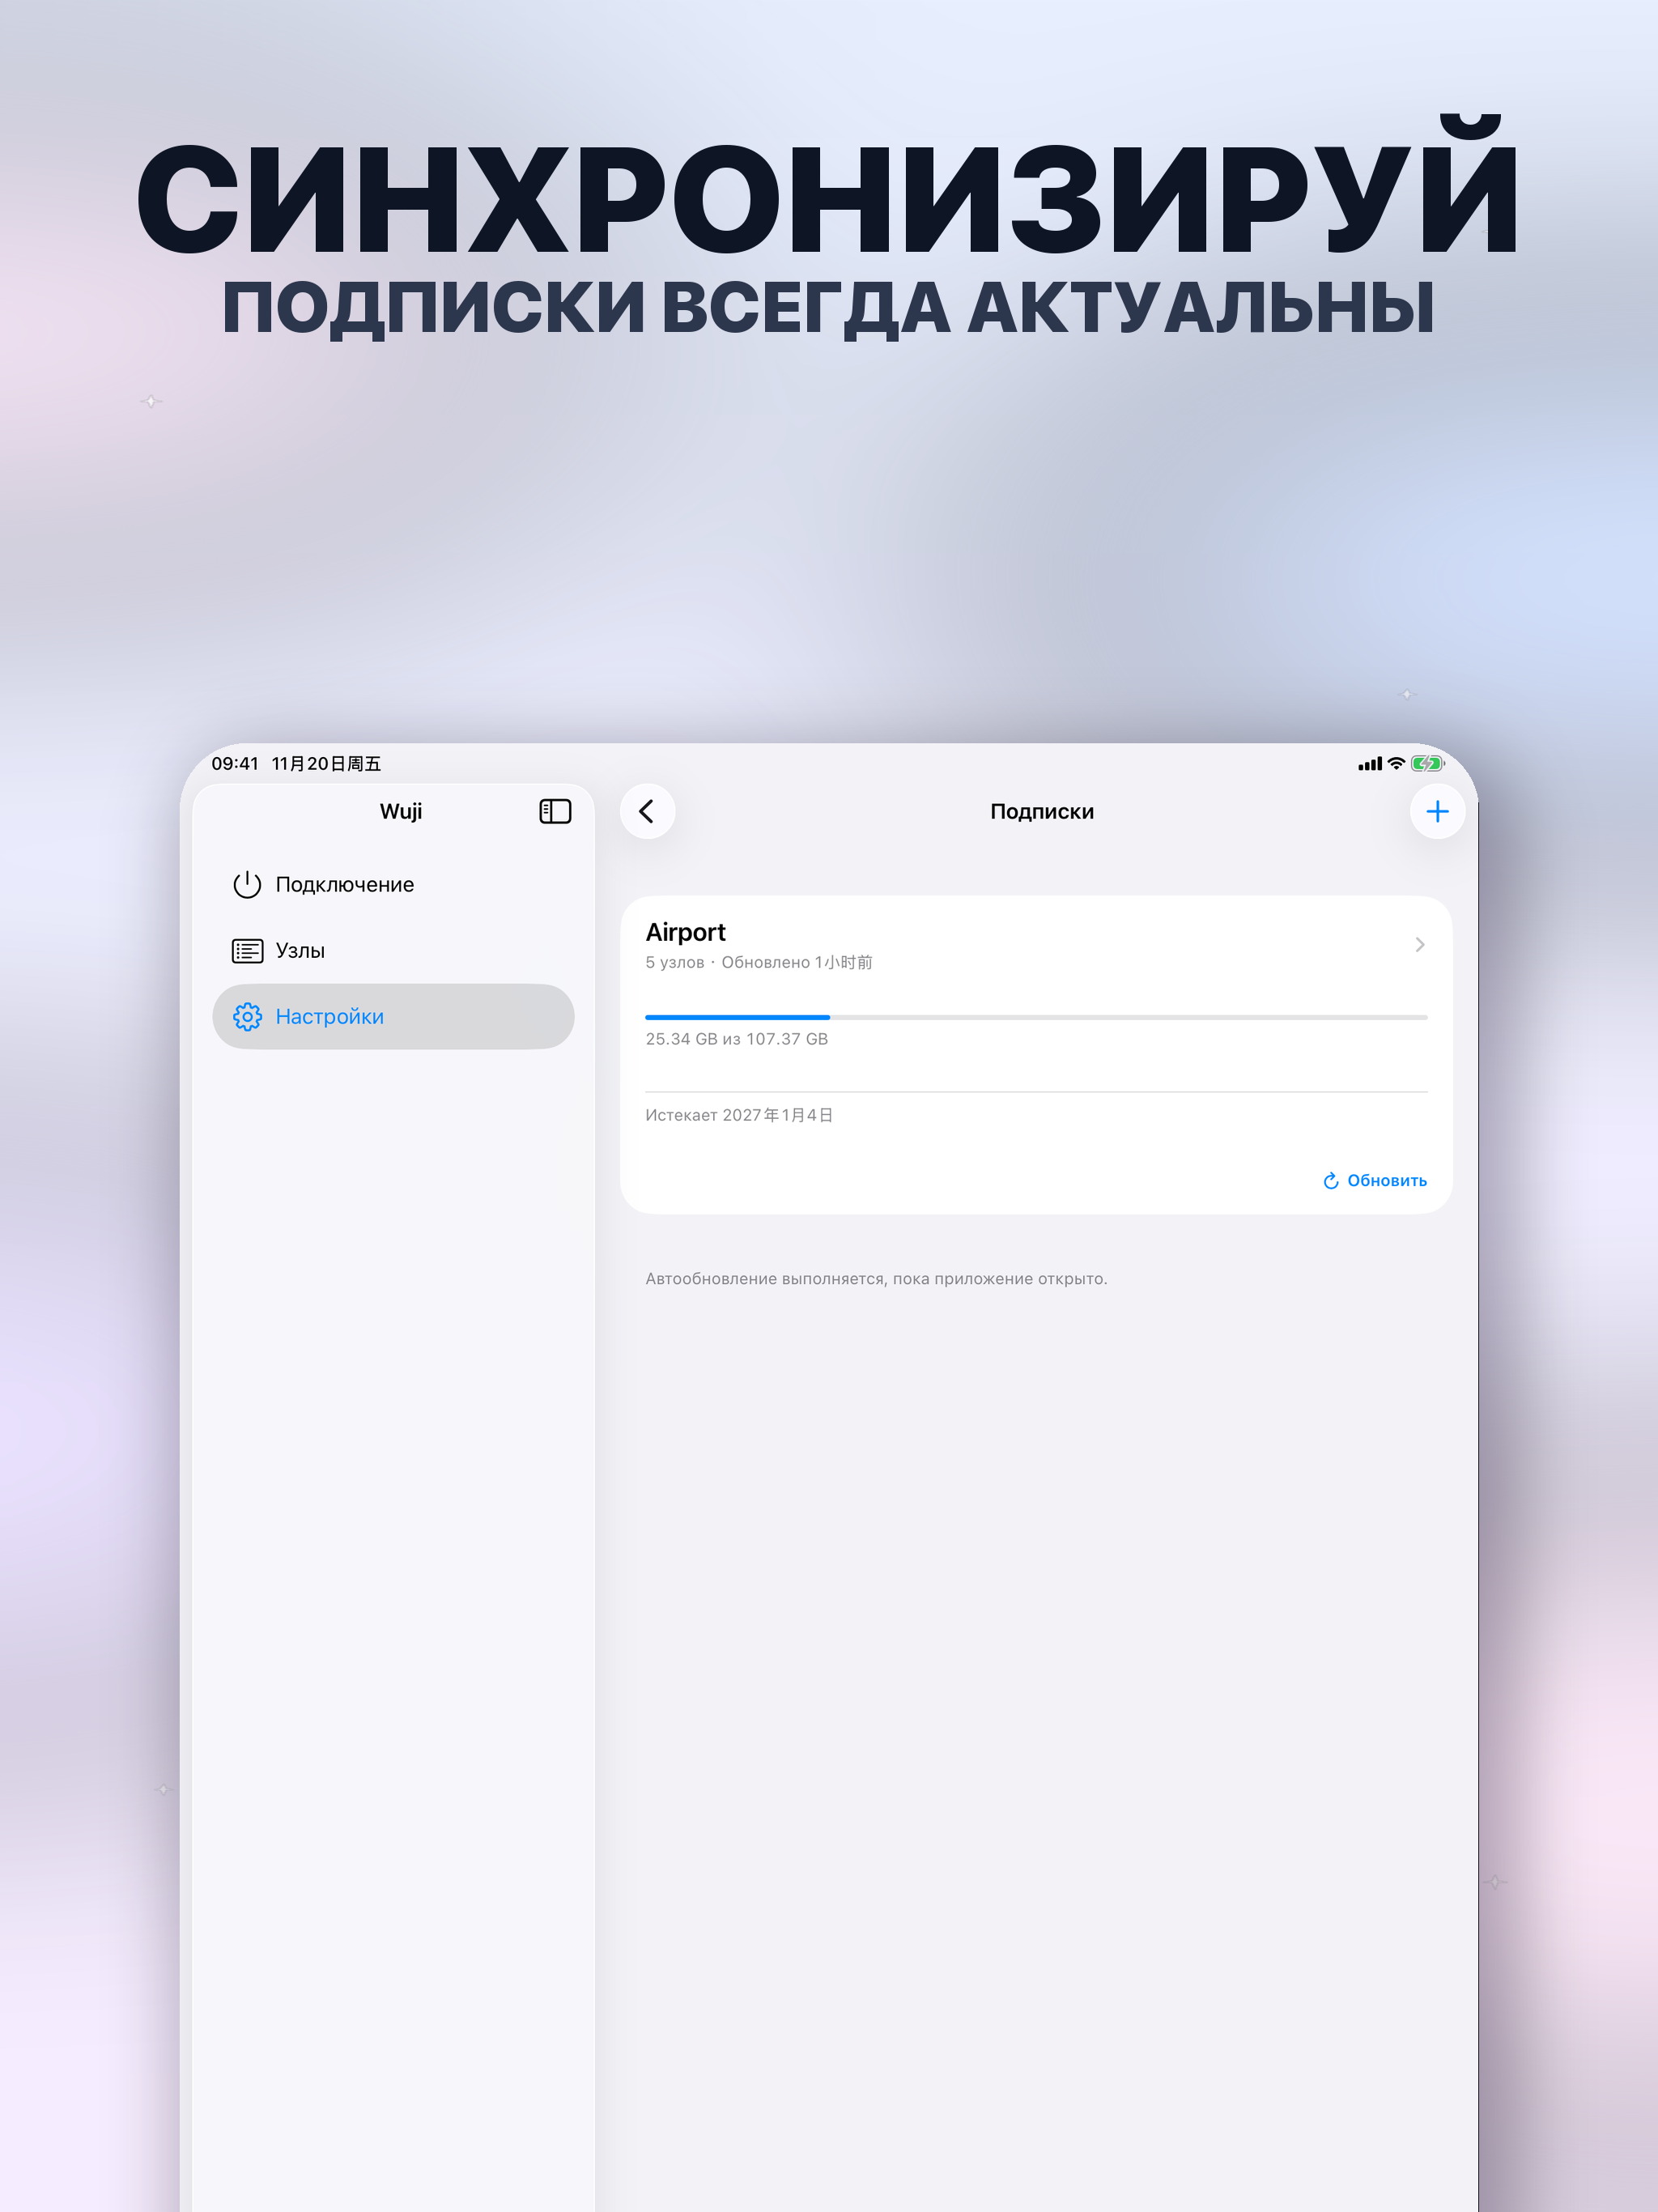 СИНХРОНИЗИРУЙ
ПОДПИСКИ ВСЕГДА АКТУАЛЬНЫ
09:41 11月20日周五
Wuji
Подписки
Подключение
Узлы
Настройки
Airport
5 узлов · Обновлено 1小时前
25.34 GB из 107.37 GB
Истекает 2027年1月4日
Обновить
Автообновление выполняется, пока приложение открыто.